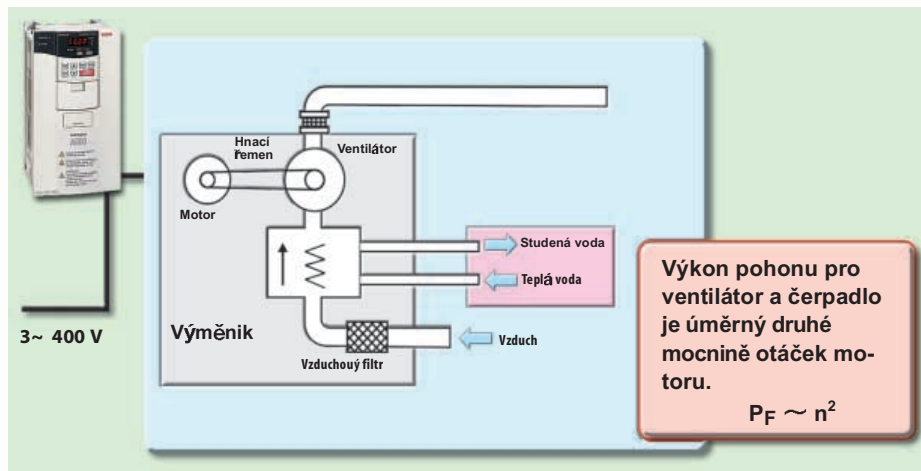 Hnací
řemen
Ventilátor
Motor
Studená voda
Teplá voda
3~ 400 V
Výměnik
Vzduch
Vzduchový filtr
Výkon pohonu pro
ventilátor a čerpadlo
je úměrný druhé
mocnině otáček mo-
toru.
PF ~ n²